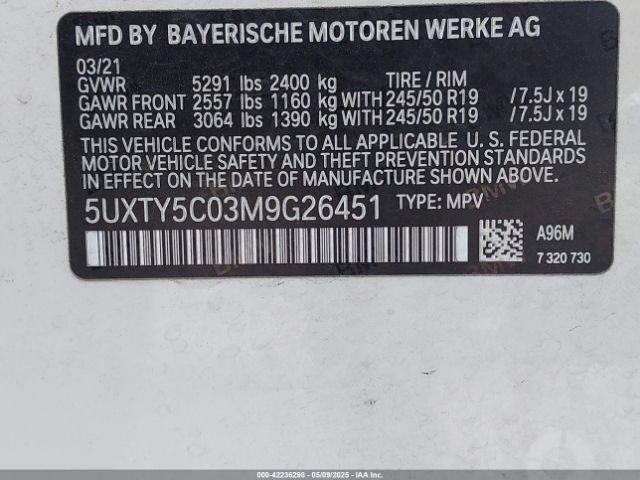 MFD BY BAYERISCHE MOTOREN WERKE AG
03/21
GVWR 5291 lbs 2400 kg TIRE / RIM
GAWR FRONT 2557 lbs 1160 kg WITH 245/50 R19 /7.5J x 19
GAWR REAR 3064 lbs 1390 kg WITH 245/50 R19 /7.5J x 19
THIS VEHICLE CONFORMS TO ALL APPLICABLE U. S. FEDERAL
MOTOR VEHICLE SAFETY AND THEFT PREVENTION STANDARDS
IN EFFECT ON THE DATE OF MANUFACTURE SHOWN ABOVE.
5UXTY5C03M9G26451 TYPE: MPV
A96M
7 320 730
000-42236298 - 05/09/2025 - IAAI.COM